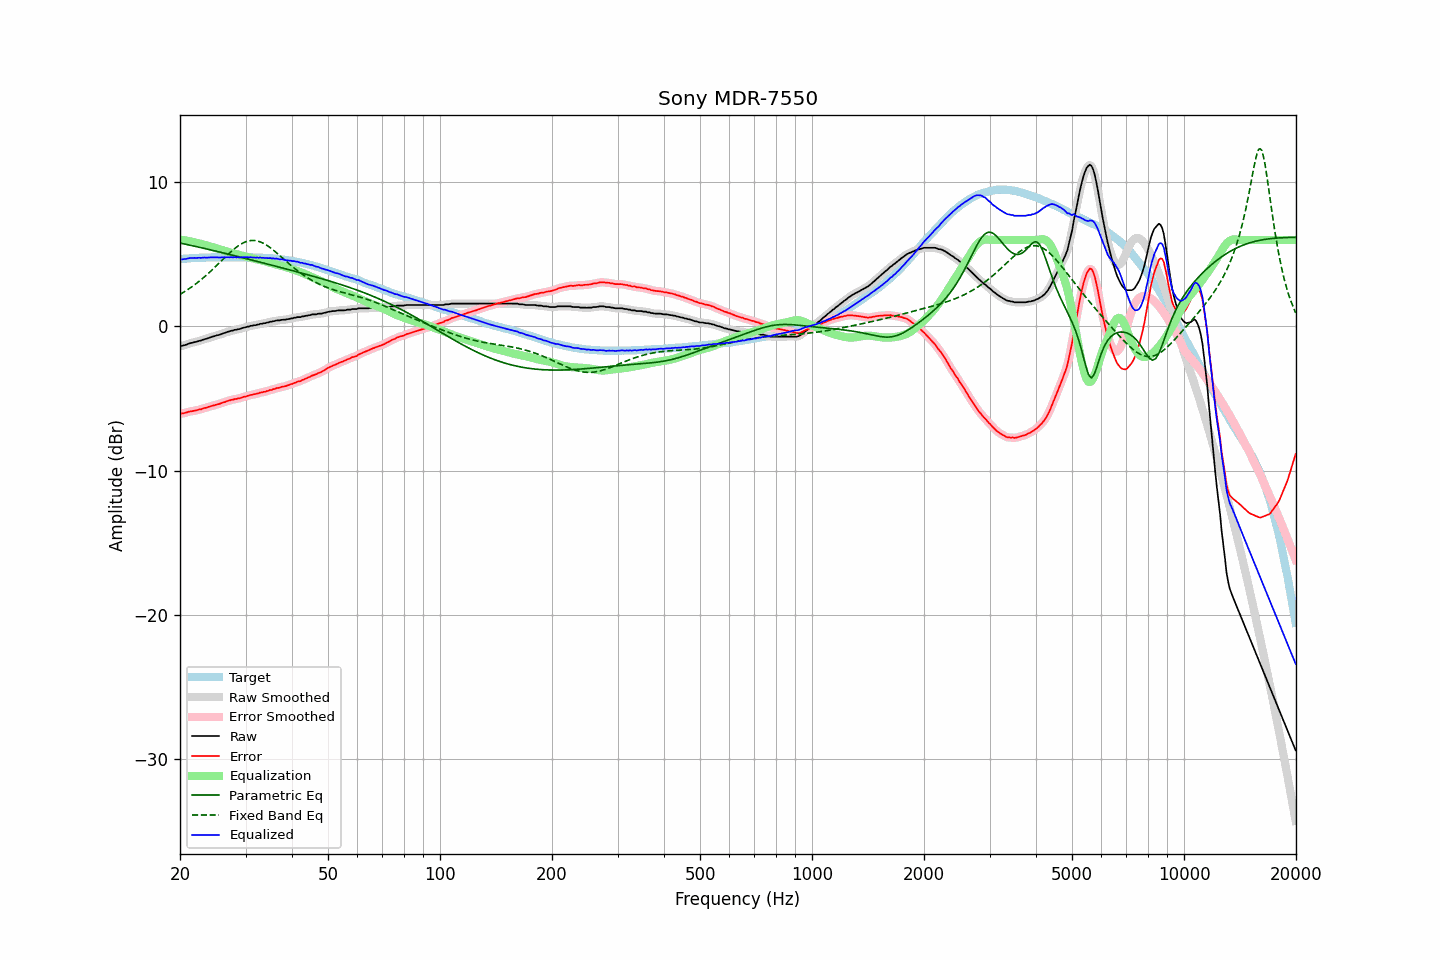 Sony MDR-7550
Amplitude (dBr)
10
0
−10
−20
−30
Target
Raw Smoothed
Error Smoothed
Raw
Error
Equalization
Parametric Eq
Fixed Band Eq
Equalized
20 50 100 200 500 1000 2000 5000 10000 20000
Frequency (Hz)